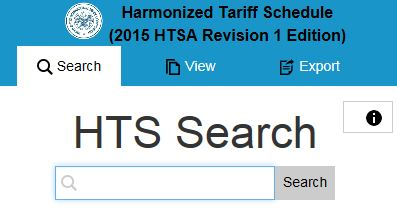 Harmonized Tariff Schedule
(2015 HTSA Revision 1 Edition)
Search View Export
HTS Search
Search